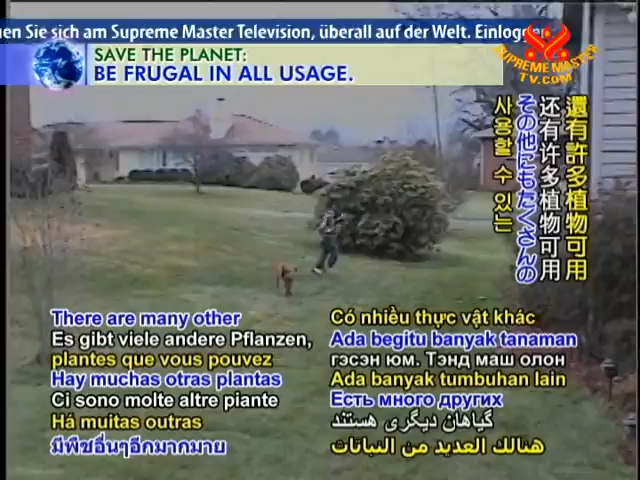 nen Sie sich am Supreme Master Television, überall auf der Welt. Einlogge
SAVE THE PLANET:
BE FRUGAL IN ALL USAGE.
SUPREME MASTER
TV.COM
還有許多植物可用
还有许多植物可用
その他にもたくさんの
사용할 수 있는
There are many other
Es gibt viele andere Pflanzen,
plantes que vous pouvez
Hay muchas otras plantas
Ci sono molte altre piante
Há muitas outras
มีพืชอื่นๆอีกมากมาย
Có nhiều thực vật khác
Ada begitu banyak tanaman
гэсэн юм. Тэнд маш олон
Ada banyak tumbuhan lain
Есть много других
گیاهان دیگری هستند
هنالك العديد من النباتات